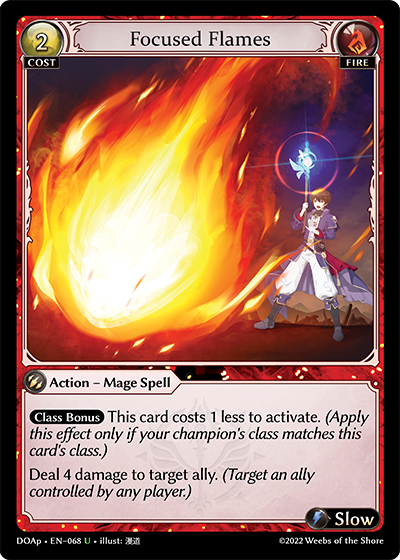 2
Focused Flames
COST
FIRE
Action – Mage Spell
Class Bonus This card costs 1 less to activate. (Apply
this effect only if your champion's class matches this
card's class.)
Deal 4 damage to target ally. (Target an ally
controlled by any player.)
Slow
DOAp • EN-068 U • illust: 漫道
©2022 Weebs of the Shore